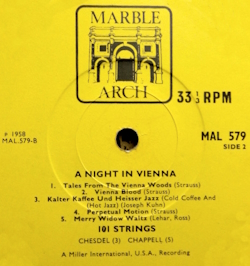 MARBLE
ARCH
33 1/3 RPM
℗ 1958
MAL.579-B
MAL 579
SIDE 2
A NIGHT IN VIENNA
1. Tales From The Vienna Woods (Strauss)
2. Vienna Blood (Strauss)
3. Kalter Kaffee Und Heisser Jazz (Cold Coffee And
(Hot Jazz) (Joseph Kuhn)
4. Perpetual Motion (Strauss)
5. Merry Widow Waltz (Lehar, Ross)
101 STRINGS
CHESDEL (3) CHAPPELL (5)
A Miller International, U.S.A., Recording